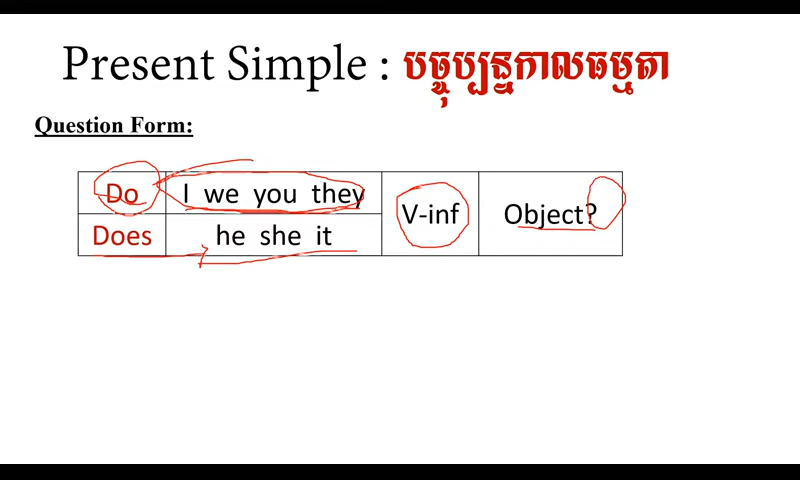 Present Simple : បច្ចុប្បន្នកាលធម្មតា
Question Form:
Do I we you they V-inf Object?
Does he she it